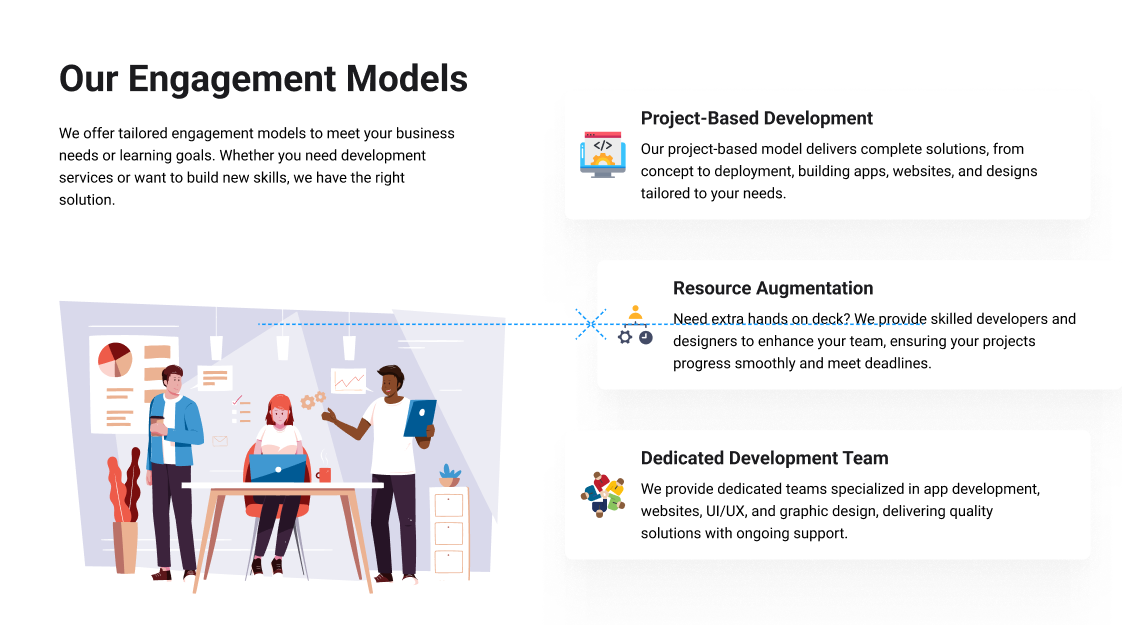 Our Engagement Models
We offer tailored engagement models to meet your business
needs or learning goals. Whether you need development
services or want to build new skills, we have the right
solution.
Project-Based Development
Our project-based model delivers complete solutions, from
concept to deployment, building apps, websites, and designs
tailored to your needs.
Resource Augmentation
Need extra hands on deck? We provide skilled developers and
designers to enhance your team, ensuring your projects
progress smoothly and meet deadlines.
Dedicated Development Team
We provide dedicated teams specialized in app development,
websites, UI/UX, and graphic design, delivering quality
solutions with ongoing support.